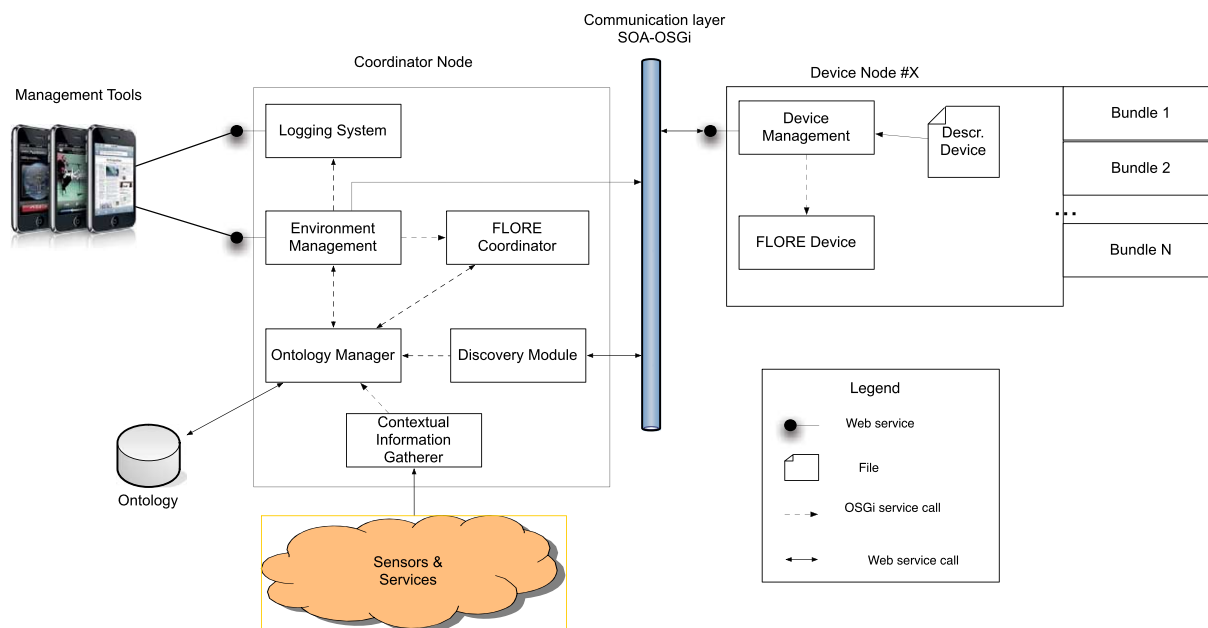 Communication layer
SOA-OSGi
Coordinator Node
Device Node #X
Management Tools
Logging System
Device
Management
Descr.
Device
Bundle 1
Bundle 2
...
Bundle N
Environment
Management
FLORE
Coordinator
FLORE Device
Ontology Manager
Discovery Module
Contextual
Information
Gatherer
Ontology
Sensors &
Services
Legend
Web service
File
OSGi service call
Web service call